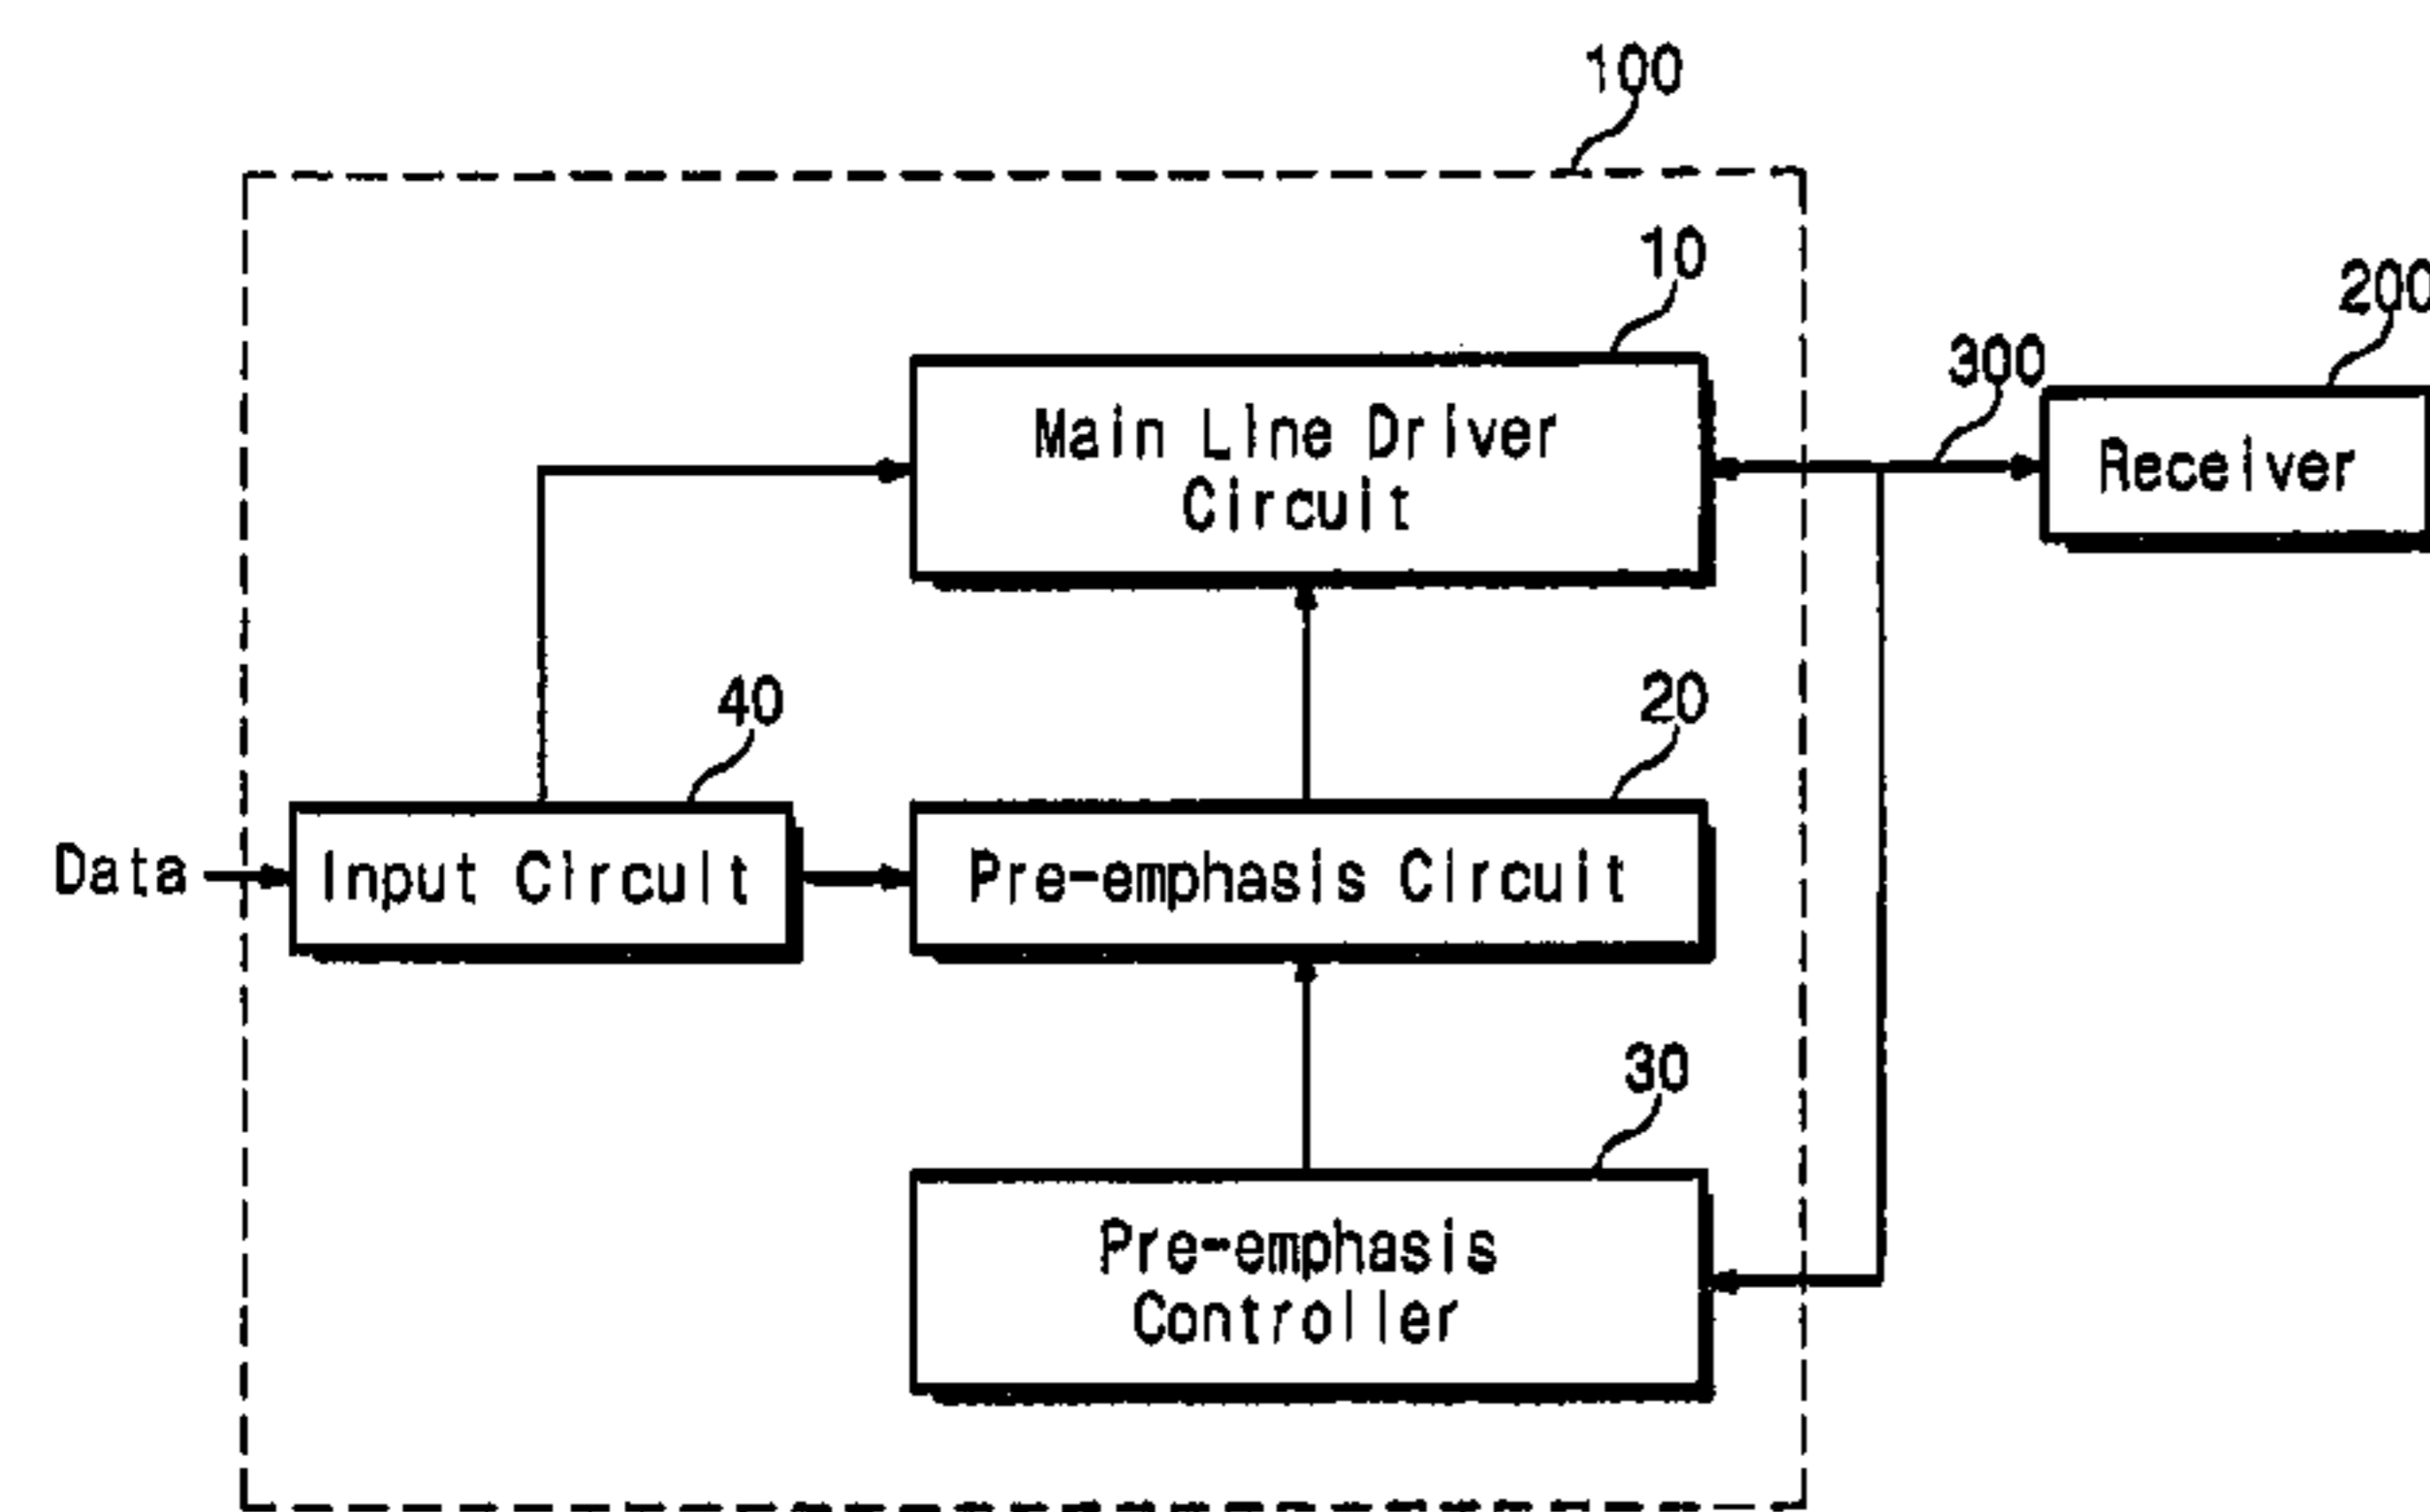 100
10
200
300
Main Line Driver
Circuit
Receiver
40
20
Data
Input Circuit
Pre-emphasis Circuit
30
Pre-emphasis
Controller